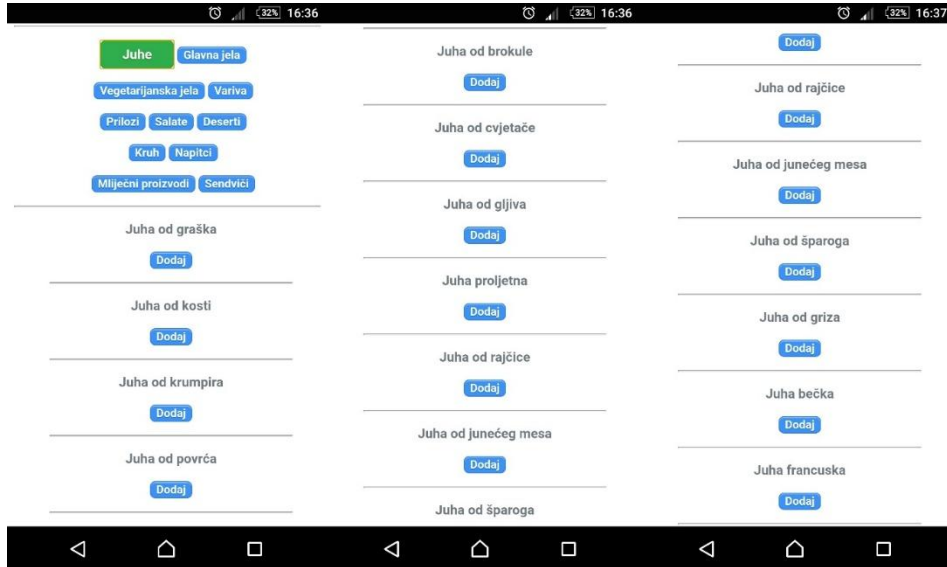 32% 16:36
Juhe Glavna jela
Vegetarijanska jela Variva
Prilozi Salate Deserti
Kruh Napitci
Mliječni proizvodi Sendviči
Juha od graška
Dodaj
Juha od kosti
Dodaj
Juha od krumpira
Dodaj
Juha od povrća
Dodaj
32% 16:36
Juha od brokule
Dodaj
Juha od cvjetače
Dodaj
Juha od gljiva
Dodaj
Juha proljetna
Dodaj
Juha od rajčice
Dodaj
Juha od junećeg mesa
Dodaj
Juha od šparoga
32% 16:37
Dodaj
Juha od rajčice
Dodaj
Juha od junećeg mesa
Dodaj
Juha od šparoga
Dodaj
Juha od griza
Dodaj
Juha bečka
Dodaj
Juha francuska
Dodaj